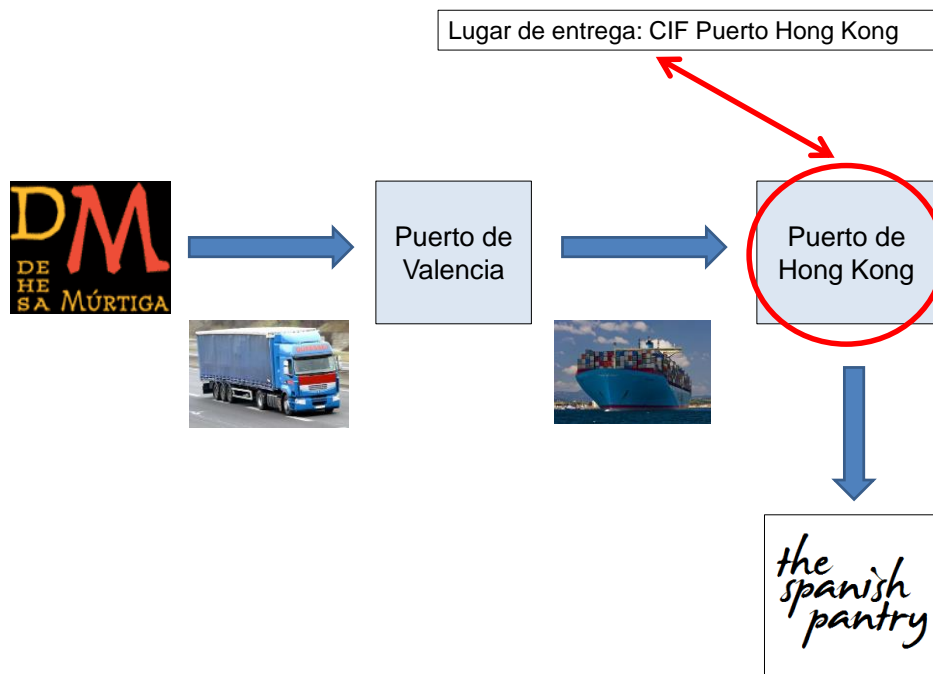 Lugar de entrega: CIF Puerto Hong Kong
DM
DE
HE
SA MÚRTIGA
Puerto de
Valencia
Puerto de
Hong Kong
the
spanish
pantry